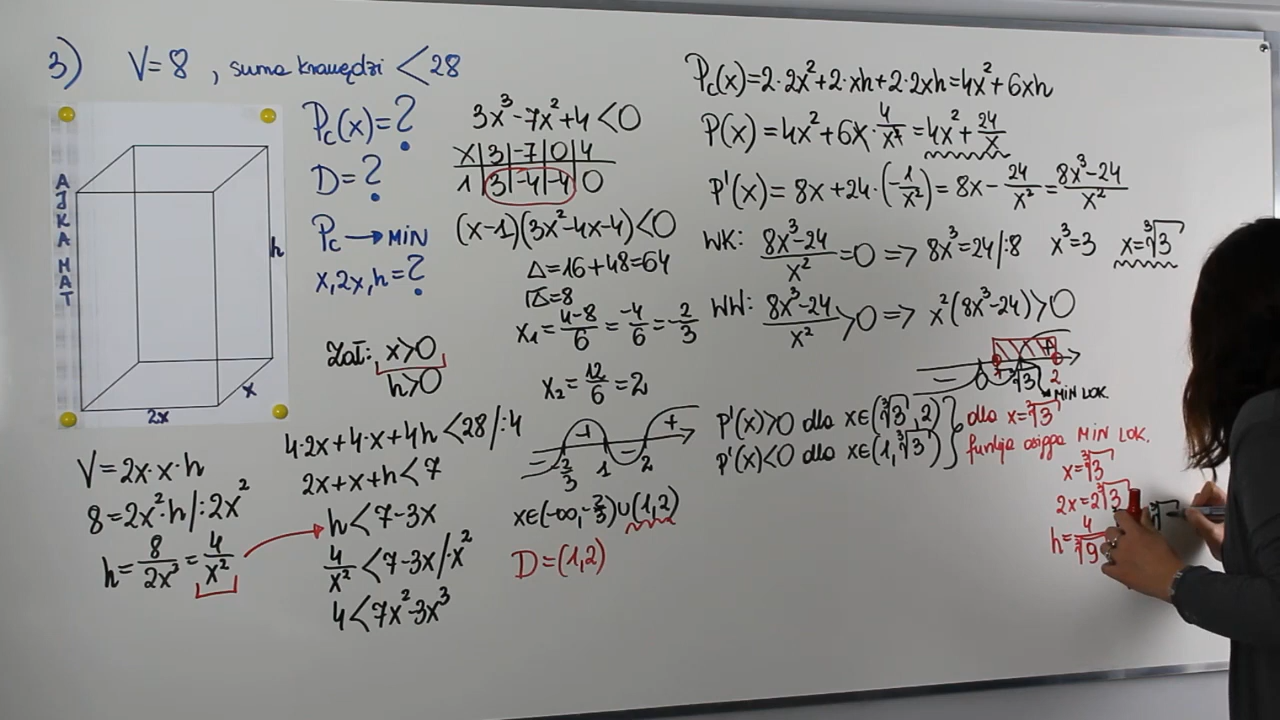 3) V=8 , suma krawędzi <28
AJKA MAT
h
x
2x
Pc(x)=?
D=?
Pc→MIN
x,2x,h=?
Zał: x>0
h>0
V=2x·x·h
8=2x²·h/:2x²
h=8/2x²=4/x²
4·2x+4·x+4h<28/:4
2x+x+h<7
h<7-3x
4/x²<7-3x/·x²
4<7x²-3x³
3x³-7x²+4<0
x|3|-7|0|4
1|3|-4|-4|0
(x-1)(3x²-4x-4)<0
Δ=16+48=64
√Δ=8
x₁=4-8/6=-4/6=-2/3
x₂=12/6=2
- + - +
-2/3 1 2
x∈(-∞,-2/3)∪(1,2)
D=(1,2)
Pc(x)=2·2x²+2·xh+2·2xh=4x²+6xh
P(x)=4x²+6x·4/x²=4x²+24/x
P'(x)=8x+24·(-1/x²)=8x-24/x²=8x³-24/x²
WK: 8x³-24/x²=0=>8x³=24/:8 x³=3 x=∛3
WW: 8x³-24/x²>0=>x²(8x³-24)>0
0 1 ∛3 2
MIN LOK.
P'(x)>0 dla x∈(∛3,2)
P'(x)<0 dla x∈(1,∛3)
dla x=∛3
funkcja osiąga MIN LOK.
x=∛3
2x=2∛3
h=4/∛9